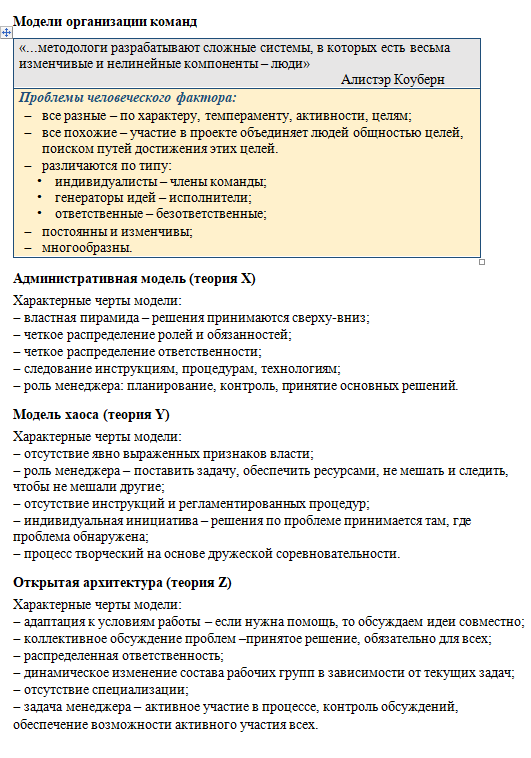 Модели организации команд
«...методологи разрабатывают сложные системы, в которых есть весьма
изменчивые и нелинейные компоненты – люди»
Алистэр Коуберн
Проблемы человеческого фактора:
– все разные – по характеру, темпераменту, активности, целям;
– все похожие – участие в проекте объединяет людей общностью целей,
поиском путей достижения этих целей.
– различаются по типу:
• индивидуалисты – члены команды;
• генераторы идей – исполнители;
• ответственные – безответственные;
– постоянны и изменчивы;
– многообразны.
Административная модель (теория X)
Характерные черты модели:
– властная пирамида – решения принимаются сверху-вниз;
– четкое распределение ролей и обязанностей;
– четкое распределение ответственности;
– следование инструкциям, процедурам, технологиям;
– роль менеджера: планирование, контроль, принятие основных решений.
Модель хаоса (теория Y)
Характерные черты модели:
– отсутствие явно выраженных признаков власти;
– роль менеджера – поставить задачу, обеспечить ресурсами, не мешать и следить,
чтобы не мешали другие;
– отсутствие инструкций и регламентированных процедур;
– индивидуальная инициатива – решения по проблеме принимается там, где
проблема обнаружена;
– процесс творческий на основе дружеской соревновательности.
Открытая архитектура (теория Z)
Характерные черты модели:
– адаптация к условиям работы – если нужна помощь, то обсуждаем идеи совместно;
– коллективное обсуждение проблем –принятое решение, обязательно для всех;
– распределенная ответственность;
– динамическое изменение состава рабочих групп в зависимости от текущих задач;
– отсутствие специализации;
– задача менеджера – активное участие в процессе, контроль обсуждений,
обеспечение возможности активного участия всех.